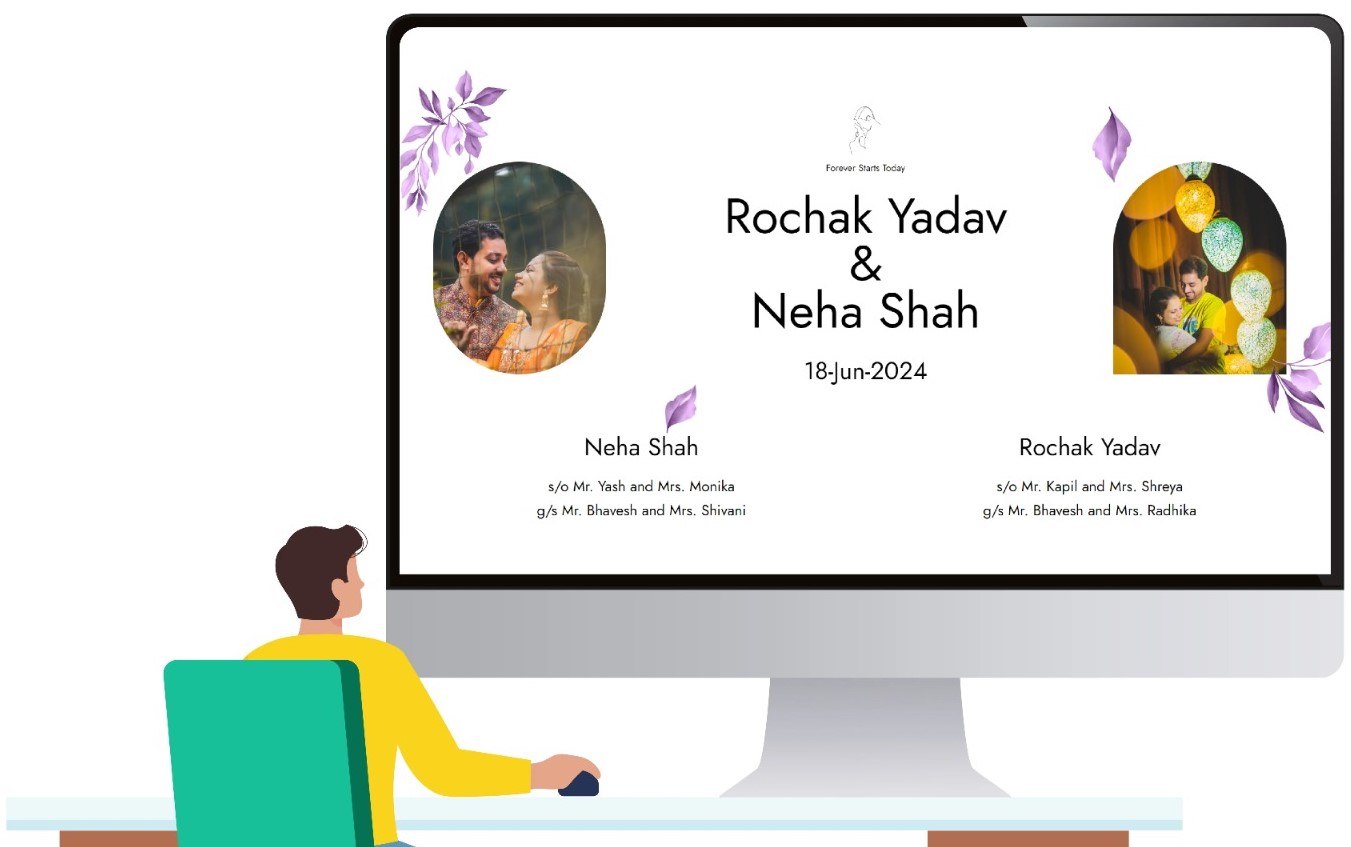 Forever Starts Today
Rochak Yadav
&
Neha Shah
18-Jun-2024
Neha Shah
s/o Mr. Yash and Mrs. Monika
g/s Mr. Bhavesh and Mrs. Shivani
Rochak Yadav
s/o Mr. Kapil and Mrs. Shreya
g/s Mr. Bhavesh and Mrs. Radhika